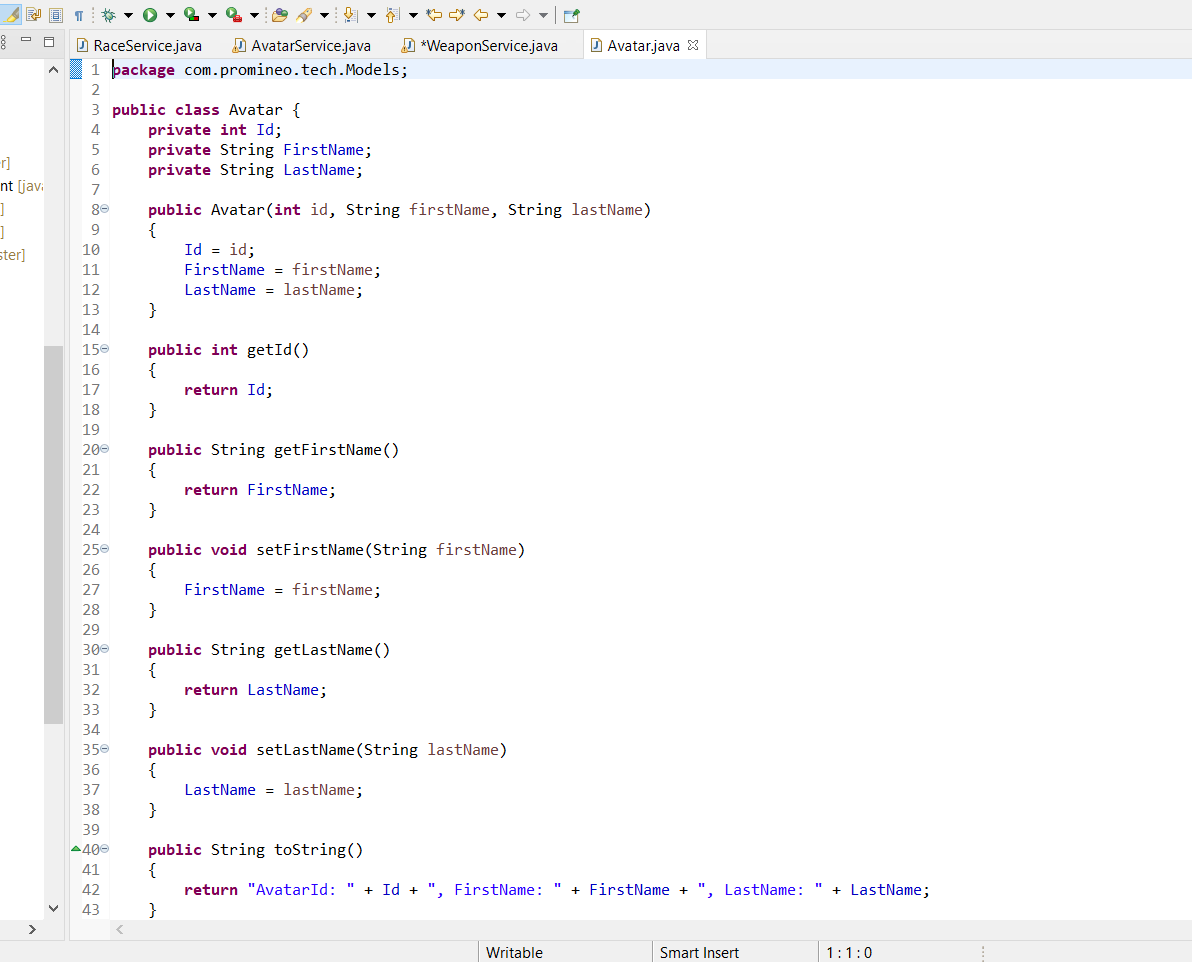 RaceService.java AvatarService.java *WeaponService.java Avatar.java
1 package com.promineo.tech.Models;
2
3 public class Avatar {
4 private int Id;
5 private String FirstName;
6 private String LastName;
7
8 public Avatar(int id, String firstName, String lastName)
9 {
10 Id = id;
11 FirstName = firstName;
12 LastName = lastName;
13 }
14
15 public int getId()
16 {
17 return Id;
18 }
19
20 public String getFirstName()
21 {
22 return FirstName;
23 }
24
25 public void setFirstName(String firstName)
26 {
27 FirstName = firstName;
28 }
29
30 public String getLastName()
31 {
32 return LastName;
33 }
34
35 public void setLastName(String lastName)
36 {
37 LastName = lastName;
38 }
39
40 public String toString()
41 {
42 return "AvatarId: " + Id + ", FirstName: " + FirstName + ", LastName: " + LastName;
43 }
r]
nt [java
]
]
ster]
Writable Smart Insert 1 : 1 : 0